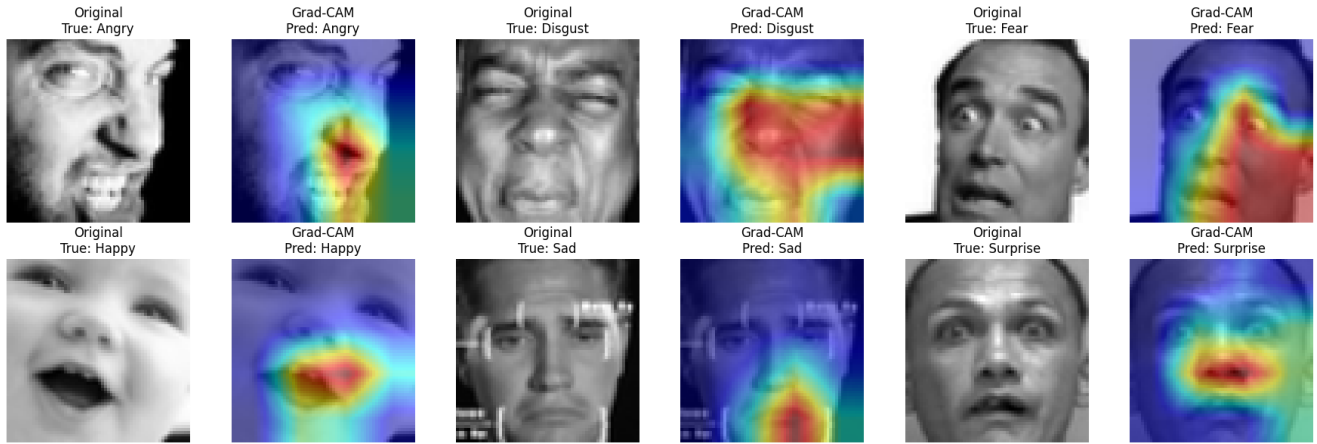 Original
True: Angry
Grad-CAM
Pred: Angry
Original
True: Disgust
Grad-CAM
Pred: Disgust
Original
True: Fear
Grad-CAM
Pred: Fear
Original
True: Happy
Grad-CAM
Pred: Happy
Original
True: Sad
Grad-CAM
Pred: Sad
Original
True: Surprise
Grad-CAM
Pred: Surprise